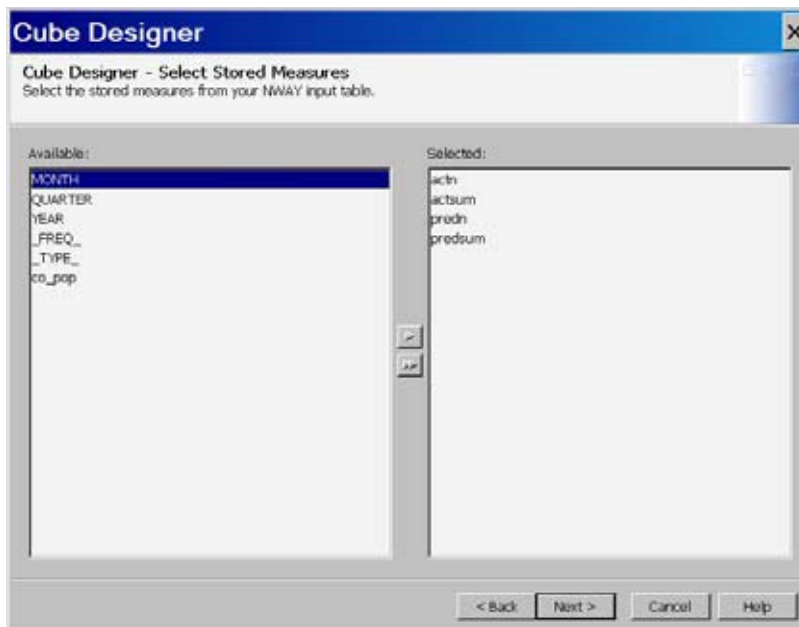 Cube Designer
Cube Designer - Select Stored Measures
Select the stored measures from your NWAY input table.
Available:
MONTH
QUARTER
YEAR
_FREQ_
_TYPE_
co_pop
Selected:
actn
actsum
predn
predsum
< Back
Next >
Cancel
Help